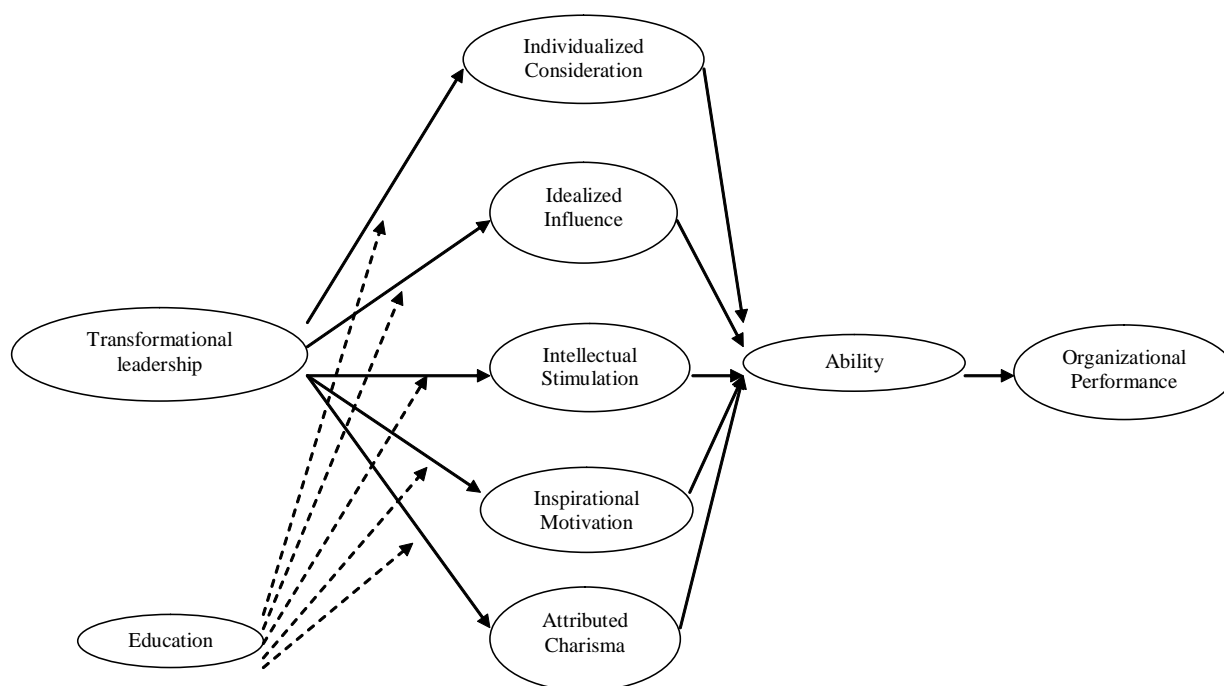 Individualized
Consideration
Idealized
Influence
Transformational
leadership
Intellectual
Stimulation
Ability
Organizational
Performance
Inspirational
Motivation
Education
Attributed
Charisma